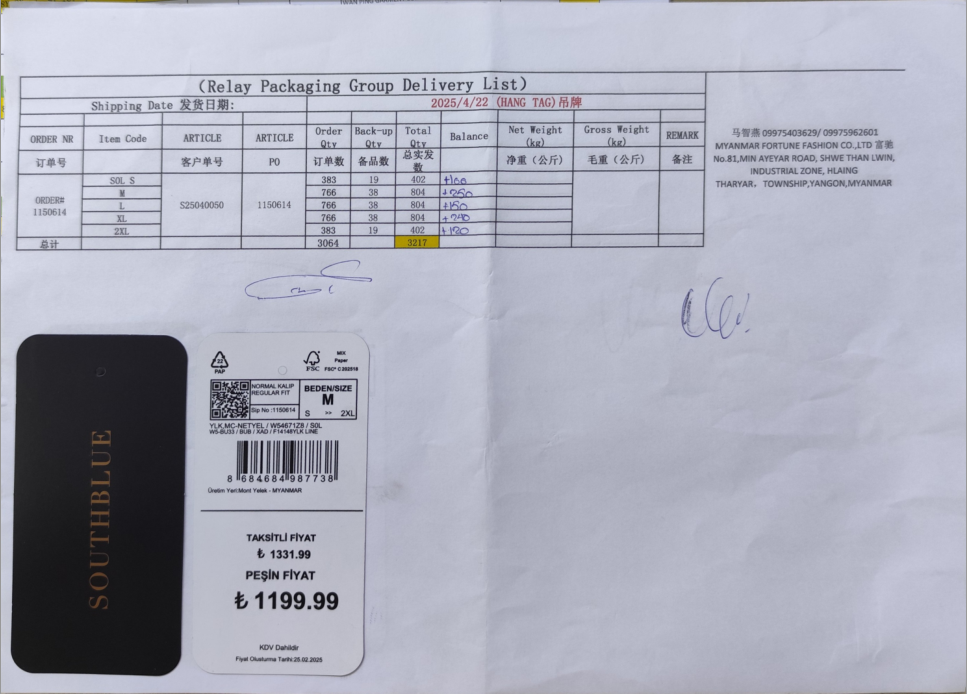 (Relay Packaging Group Delivery List)
Shipping Date 发货日期: 2025/4/22 (HANG TAG)吊牌
ORDER NR Item Code ARTICLE ARTICLE Order Qty Back-up Qty Total Qty Balance Net Weight (kg) Gross Weight (kg) REMARK
订单号 客户单号 PO 订单数 备品数 总实发数 净重（公斤） 毛重（公斤） 备注
ORDER# 1150614 S25040050 1150614
SOL S 383 19 402 +100
M 766 38 804 +250
L 766 38 804 +150
XL 766 38 804 +240
2XL 383 19 402 +120
总计 3064 3217
马智燕 09975403629/ 09975962601
MYANMAR FORTUNE FASHION CO.,LTD 富驰
No.81,MIN AYEYAR ROAD, SHWE THAN LWIN,
INDUSTRIAL ZONE, HLAING
THARYAR, TOWNSHIP,YANGON,MYANMAR
SOUTHBLUE
22
PAP
FSC
MIX
Paper
FSC® C
NORMAL KALIP
REGULAR FIT
Sip No :1150614
BEDEN/SIZE
M
S >> 2XL
YLK,MC-NETYEL / W54671Z8 / S0L
W5-BU33 / BUB / XAD / F14148YLK LINE
8 684684 987738
Üretim Yeri:Mont Yelek - MYANMAR
TAKSİTLİ FİYAT
₺ 1331.99
PEŞİN FİYAT
₺ 1199.99
KDV Dahildir
Fiyat Olusturma Tarihi:25.02.2025